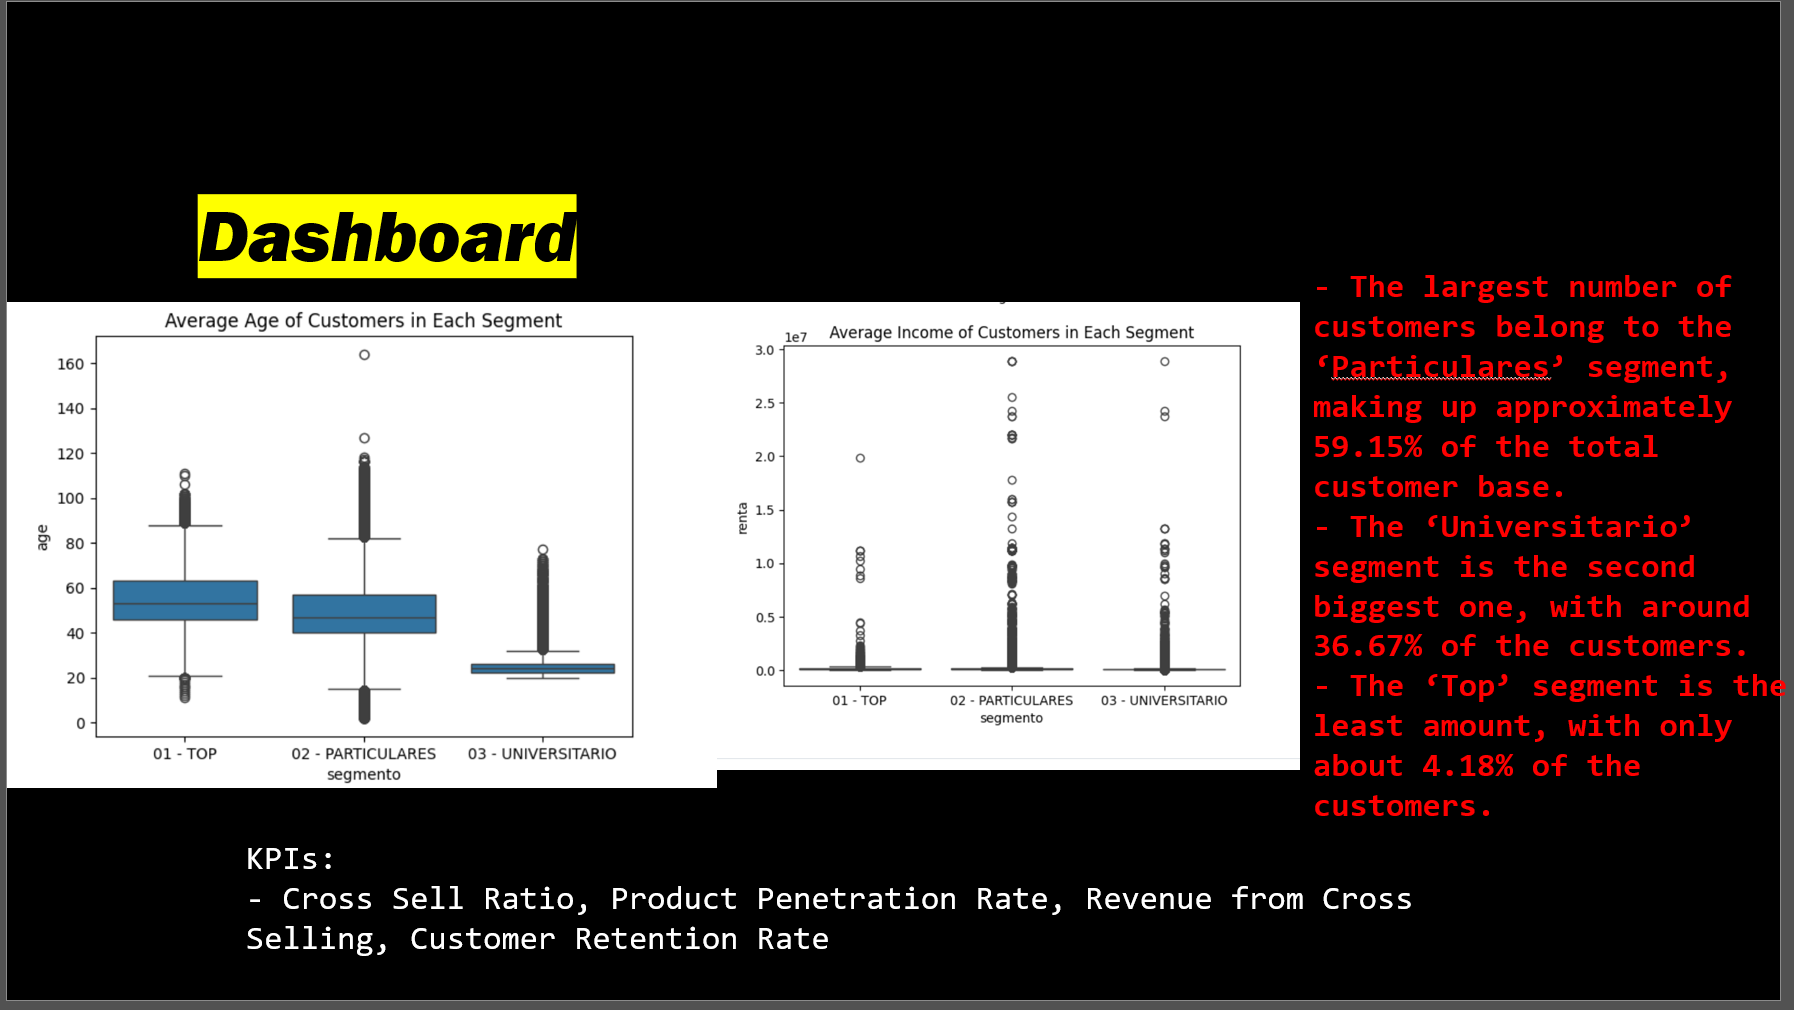 Dashboard
Average Age of Customers in Each Segment
160
140
120
100
80
60
40
20
0
age
01 - TOP
02 - PARTICULARES
03 - UNIVERSITARIO
segmento
Average Income of Customers in Each Segment
1e7
3.0
2.5
2.0
1.5
1.0
0.5
0.0
renta
01 - TOP
02 - PARTICULARES
03 - UNIVERSITARIO
segmento
- The largest number of
customers belong to the
‘Particulares’ segment,
making up approximately
59.15% of the total
customer base.
- The ‘Universitario’
segment is the second
biggest one, with around
36.67% of the customers.
- The ‘Top’ segment is the
least amount, with only
about 4.18% of the
customers.
KPIs:
- Cross Sell Ratio, Product Penetration Rate, Revenue from Cross
Selling, Customer Retention Rate